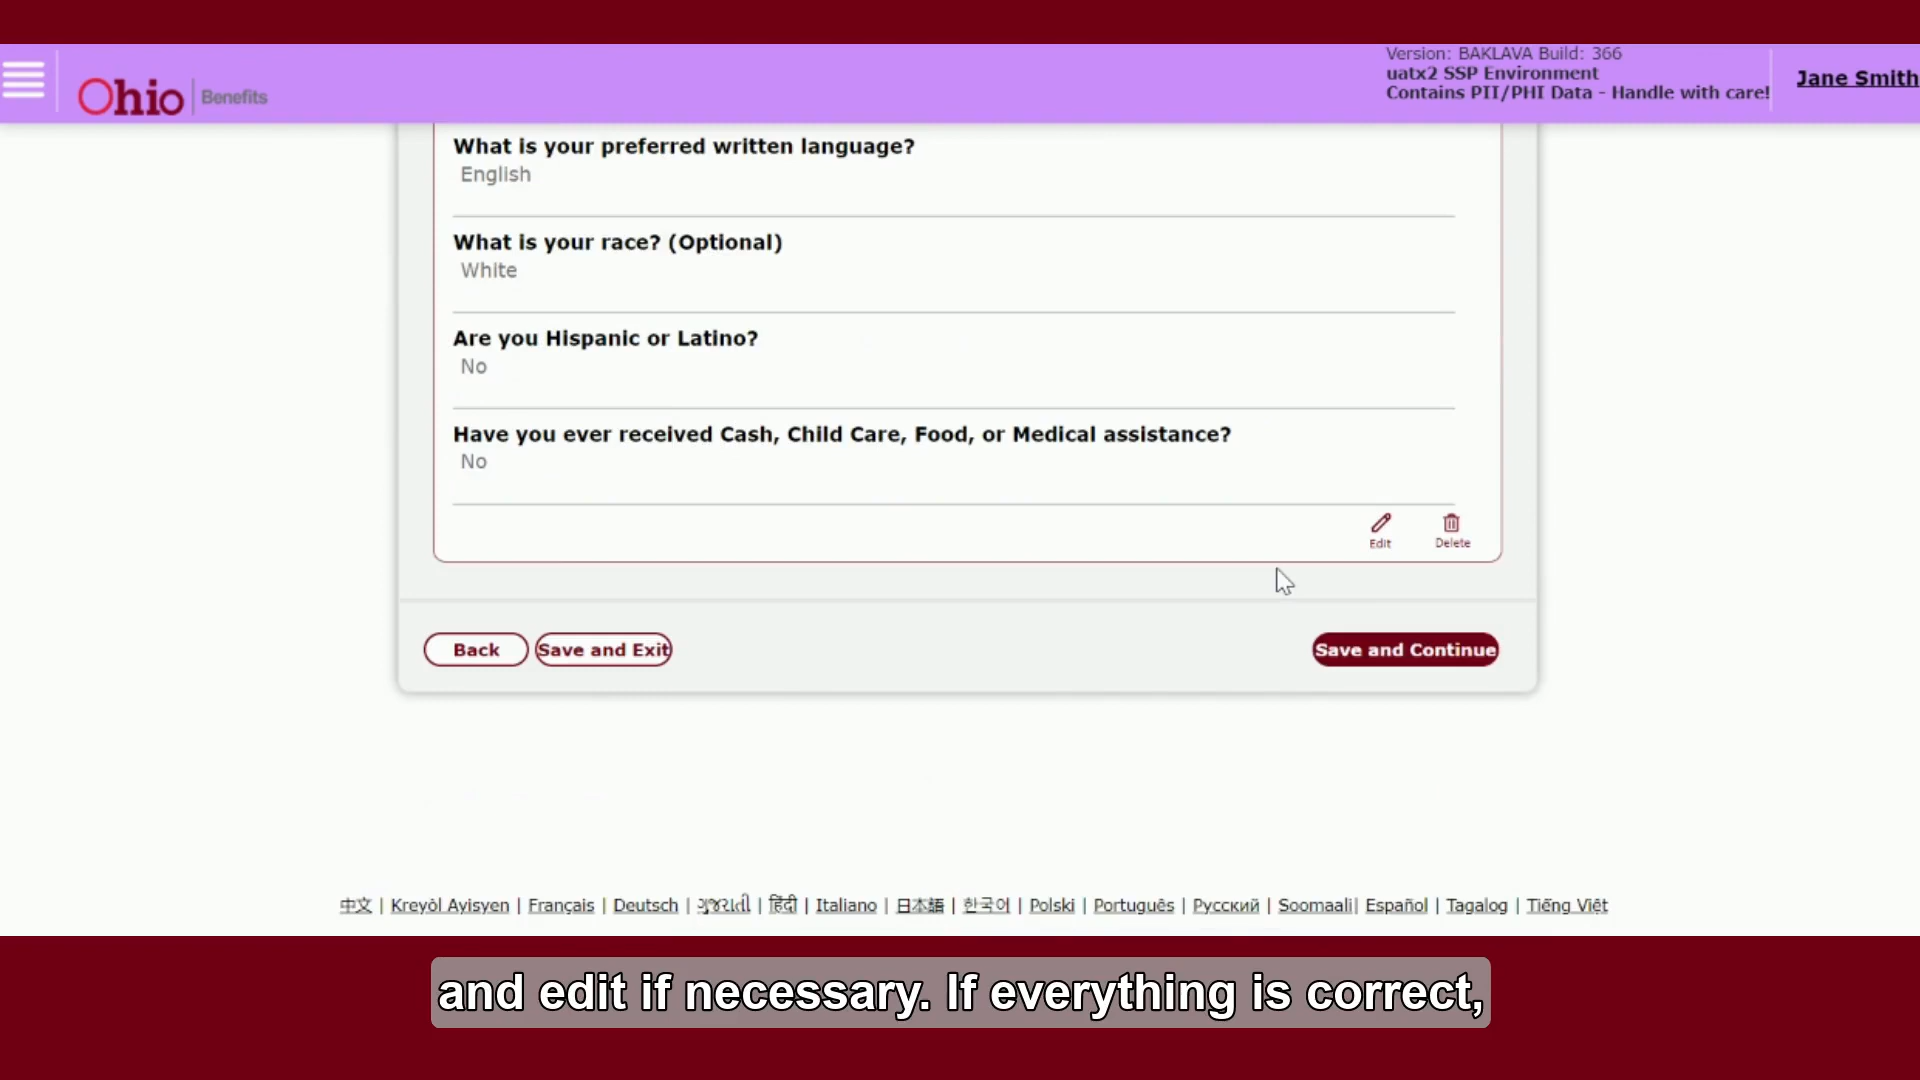 Version: BAKLAVA Build: 366
uatx2 SSP Environment
Contains PII/PHI Data - Handle with care!
Jane Smith
Ohio | Benefits
What is your preferred written language?
English
What is your race? (Optional)
White
Are you Hispanic or Latino?
No
Have you ever received Cash, Child Care, Food, or Medical assistance?
No
Edit
Delete
Back
Save and Exit
Save and Continue
中文 | Kreyòl Ayisyen | Français | Deutsch | ગુજરાતી | हिंदी | Italiano | 日本語 | 한국어 | Polski | Português | Русский | Soomaali| Español | Tagalog | Tiếng Việt
and edit if necessary. If everything is correct,